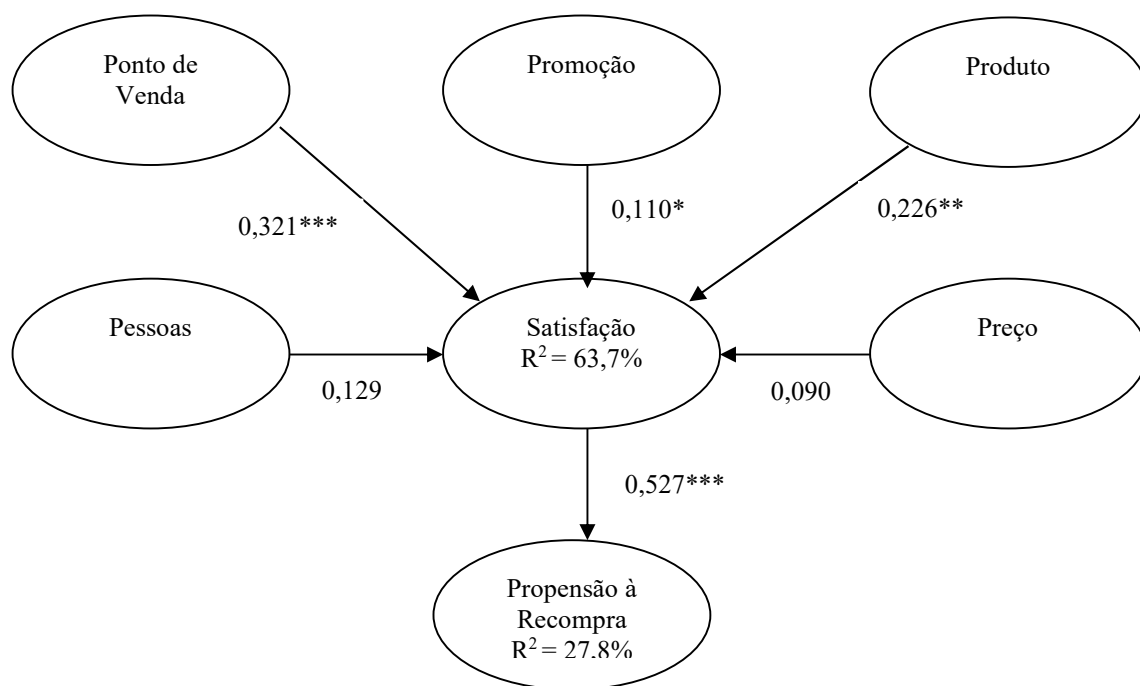 Ponto de
Venda
Promoção
Produto
0,321***
0,110*
0,226**
Pessoas
Satisfação
R² = 63,7%
Preço
0,129
0,090
0,527***
Propensão à
Recompra
R² = 27,8%